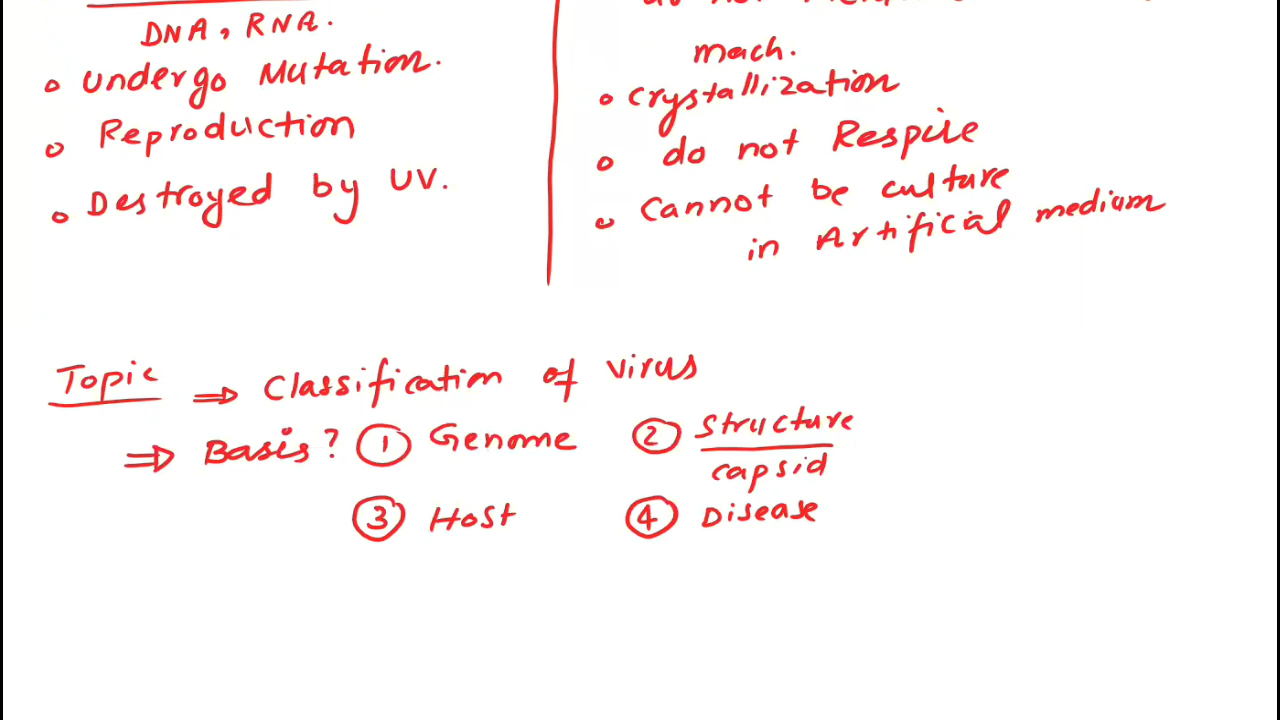 DNA, RNA.
• Undergo Mutation.
• Reproduction
• Destroyed by UV.
mach.
• Crystallization
• do not Respire
• Cannot be culture
in Artifical medium
Topic ⇒ Classification of Virus
⇒ Basis? ① Genome ② Structure
capsid
③ Host ④ Disease